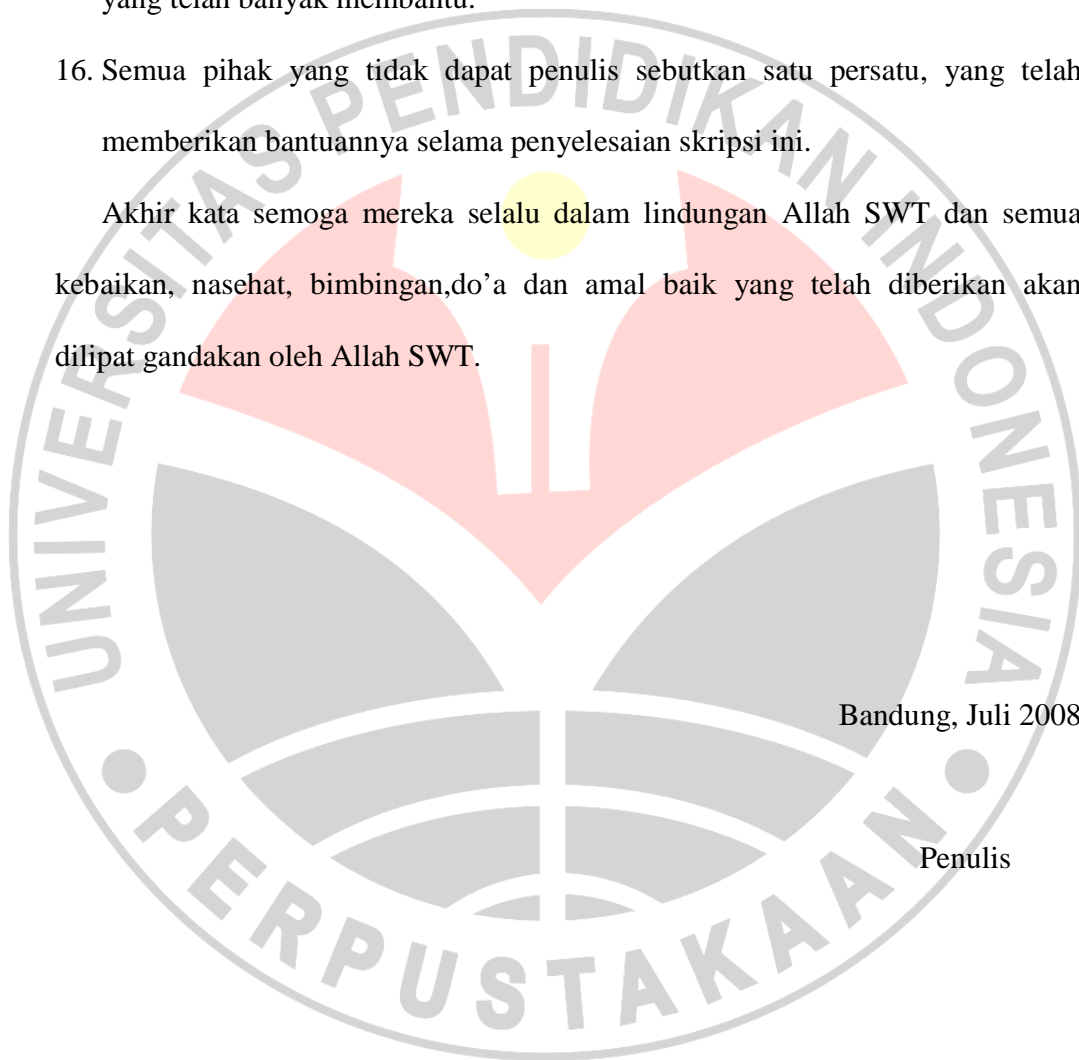 yang telah banyak membantu.
16. Semua pihak yang tidak dapat penulis sebutkan satu persatu, yang telah
memberikan bantuannya selama penyelesaian skripsi ini.
Akhir kata semoga mereka selalu dalam lindungan Allah SWT dan semua
kebaikan, nasehat, bimbingan,do’a dan amal baik yang telah diberikan akan
dilipat gandakan oleh Allah SWT.
Bandung, Juli 2008
Penulis
UNIVERSITAS PENDIDIKAN INDONESIA
PERPUSTAKAAN